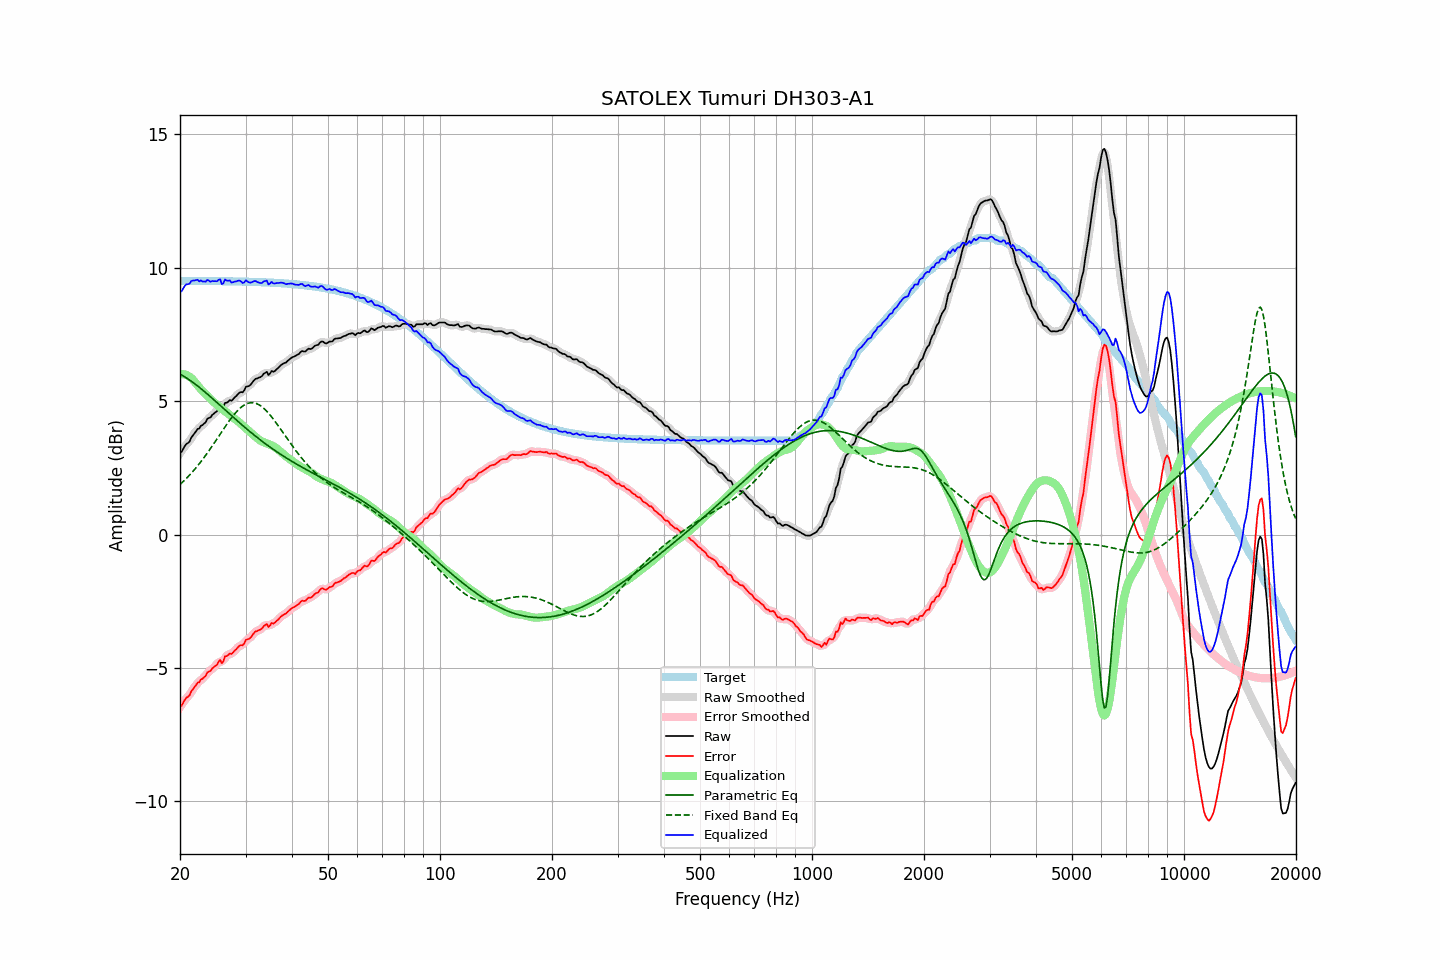 SATOLEX Tumuri DH303-A1
15
10
5
0
−5
−10
Amplitude (dBr)
20
50
100
200
500
1000
2000
5000
10000
20000
Frequency (Hz)
Target
Raw Smoothed
Error Smoothed
Raw
Error
Equalization
Parametric Eq
Fixed Band Eq
Equalized